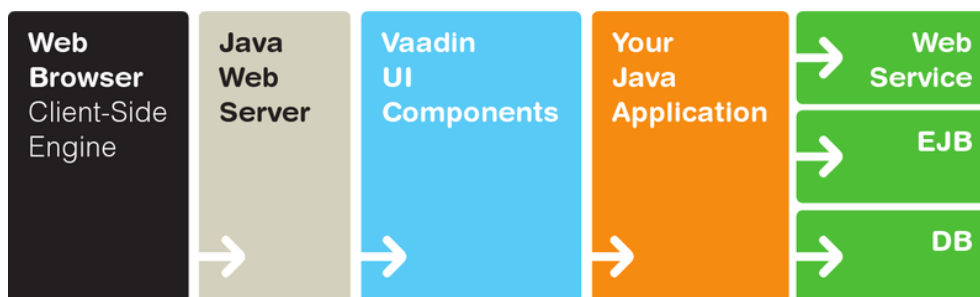 Web
Browser
Client-Side
Engine
Java
Web
Server
Vaadin
UI
Components
Your
Java
Application
Web
Service
EJB
DB